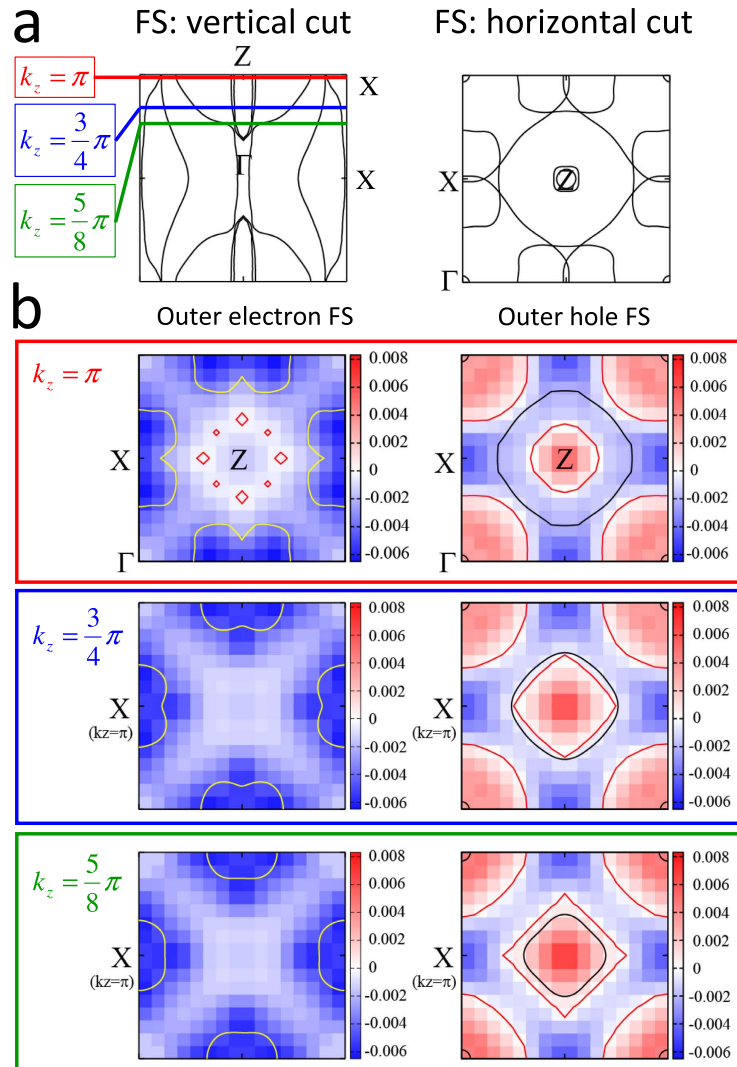 a
FS: vertical cut
FS: horizontal cut
Z
X
Γ
X
k_z = π
k_z = 3/4 π
k_z = 5/8 π
X
Z
Γ
b
Outer electron FS
Outer hole FS
k_z = π
X
Z
Γ
0.008
0.006
0.004
0.002
0
-0.002
-0.004
-0.006
X
Z
Γ
0.008
0.006
0.004
0.002
0
-0.002
-0.004
-0.006
k_z = 3/4 π
X
(kz=π)
0.008
0.006
0.004
0.002
0
-0.002
-0.004
-0.006
X
(kz=π)
0.008
0.006
0.004
0.002
0
-0.002
-0.004
-0.006
k_z = 5/8 π
X
(kz=π)
0.008
0.006
0.004
0.002
0
-0.002
-0.004
-0.006
X
(kz=π)
0.008
0.006
0.004
0.002
0
-0.002
-0.004
-0.006